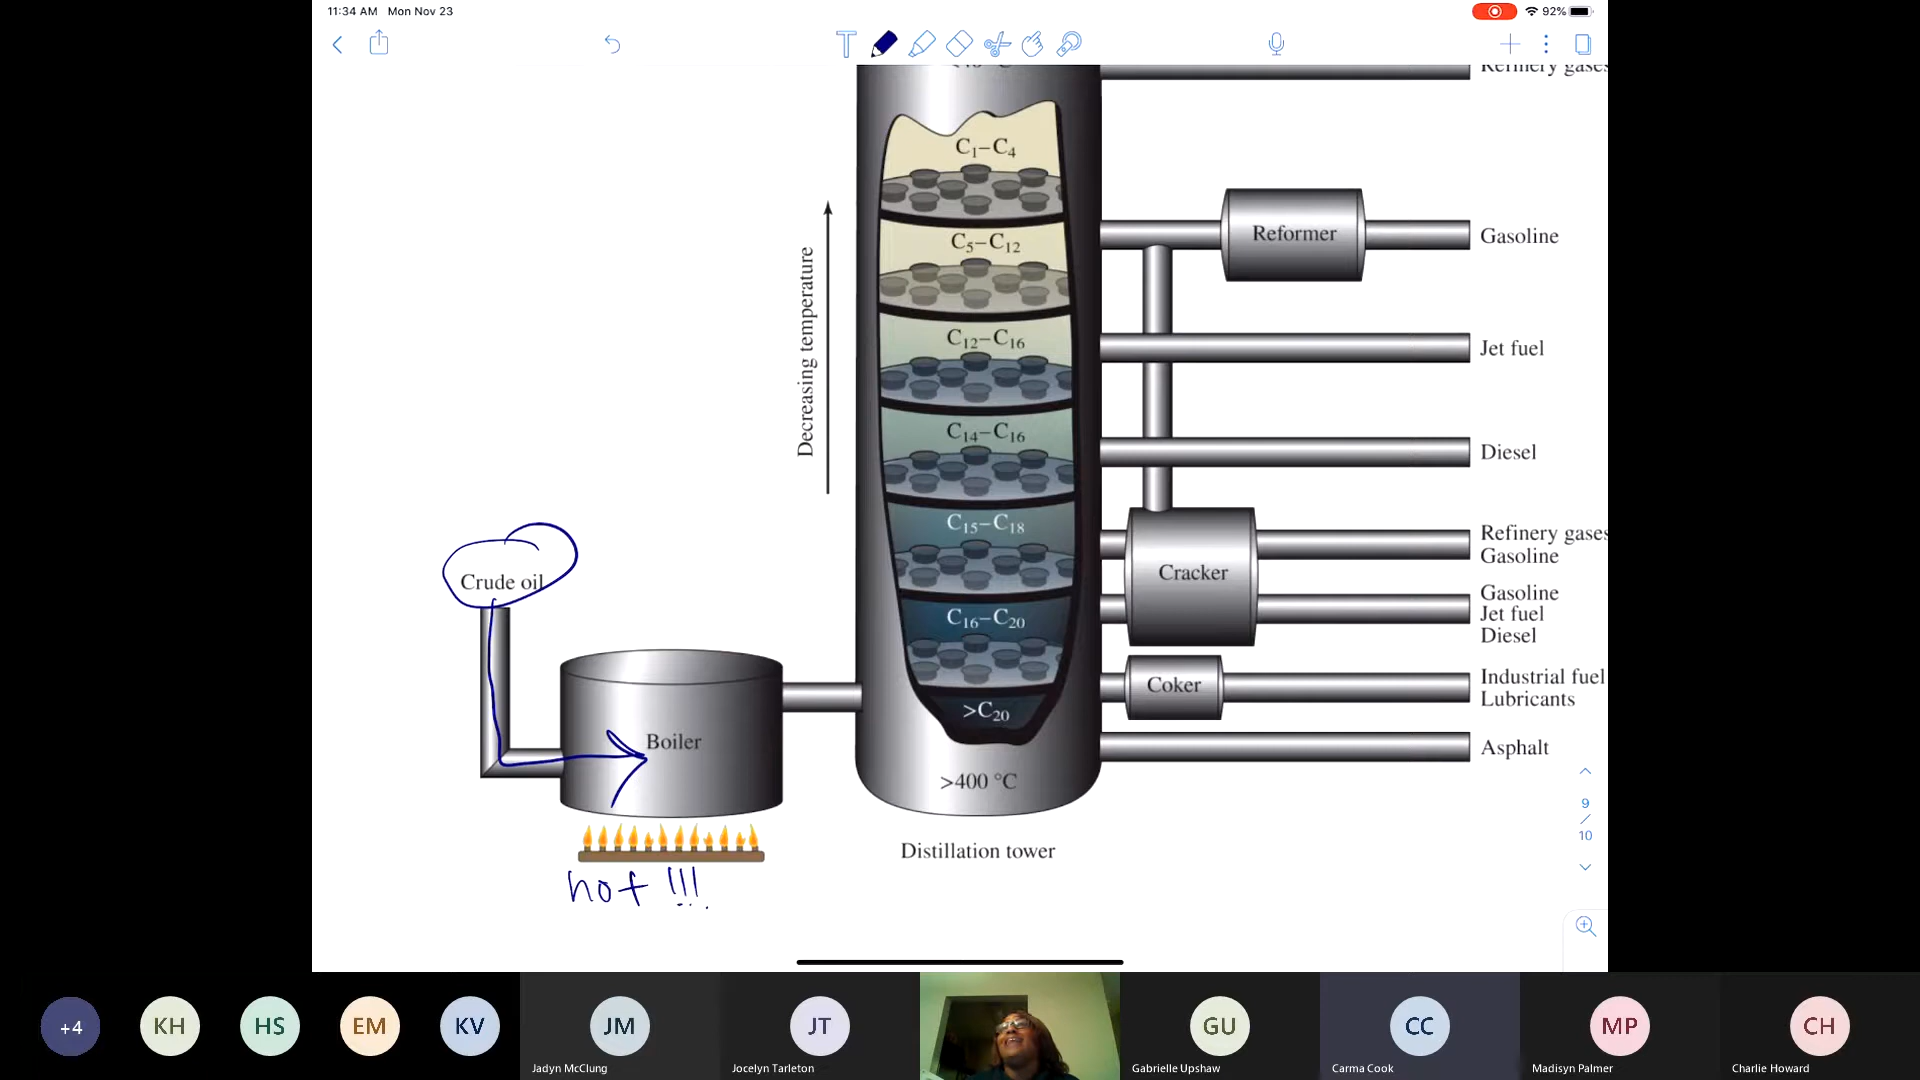 11:34 AM Mon Nov 23
92%
Refinery gases
C1–C4
C5–C12
Reformer
Gasoline
Decreasing temperature
C12–C16
Jet fuel
C14–C16
Diesel
C15–C18
Refinery gases
Gasoline
Cracker
Crude oil
C16–C20
Gasoline
Jet fuel
Diesel
Coker
Industrial fuel
Lubricants
>C20
Boiler
Asphalt
>400 °C
9
/
10
Distillation tower
hot !!!
+4
KH
HS
EM
KV
JM
JT
GU
CC
MP
CH
Jadyn McClung
Jocelyn Tarleton
Gabrielle Upshaw
Carma Cook
Madisyn Palmer
Charlie Howard